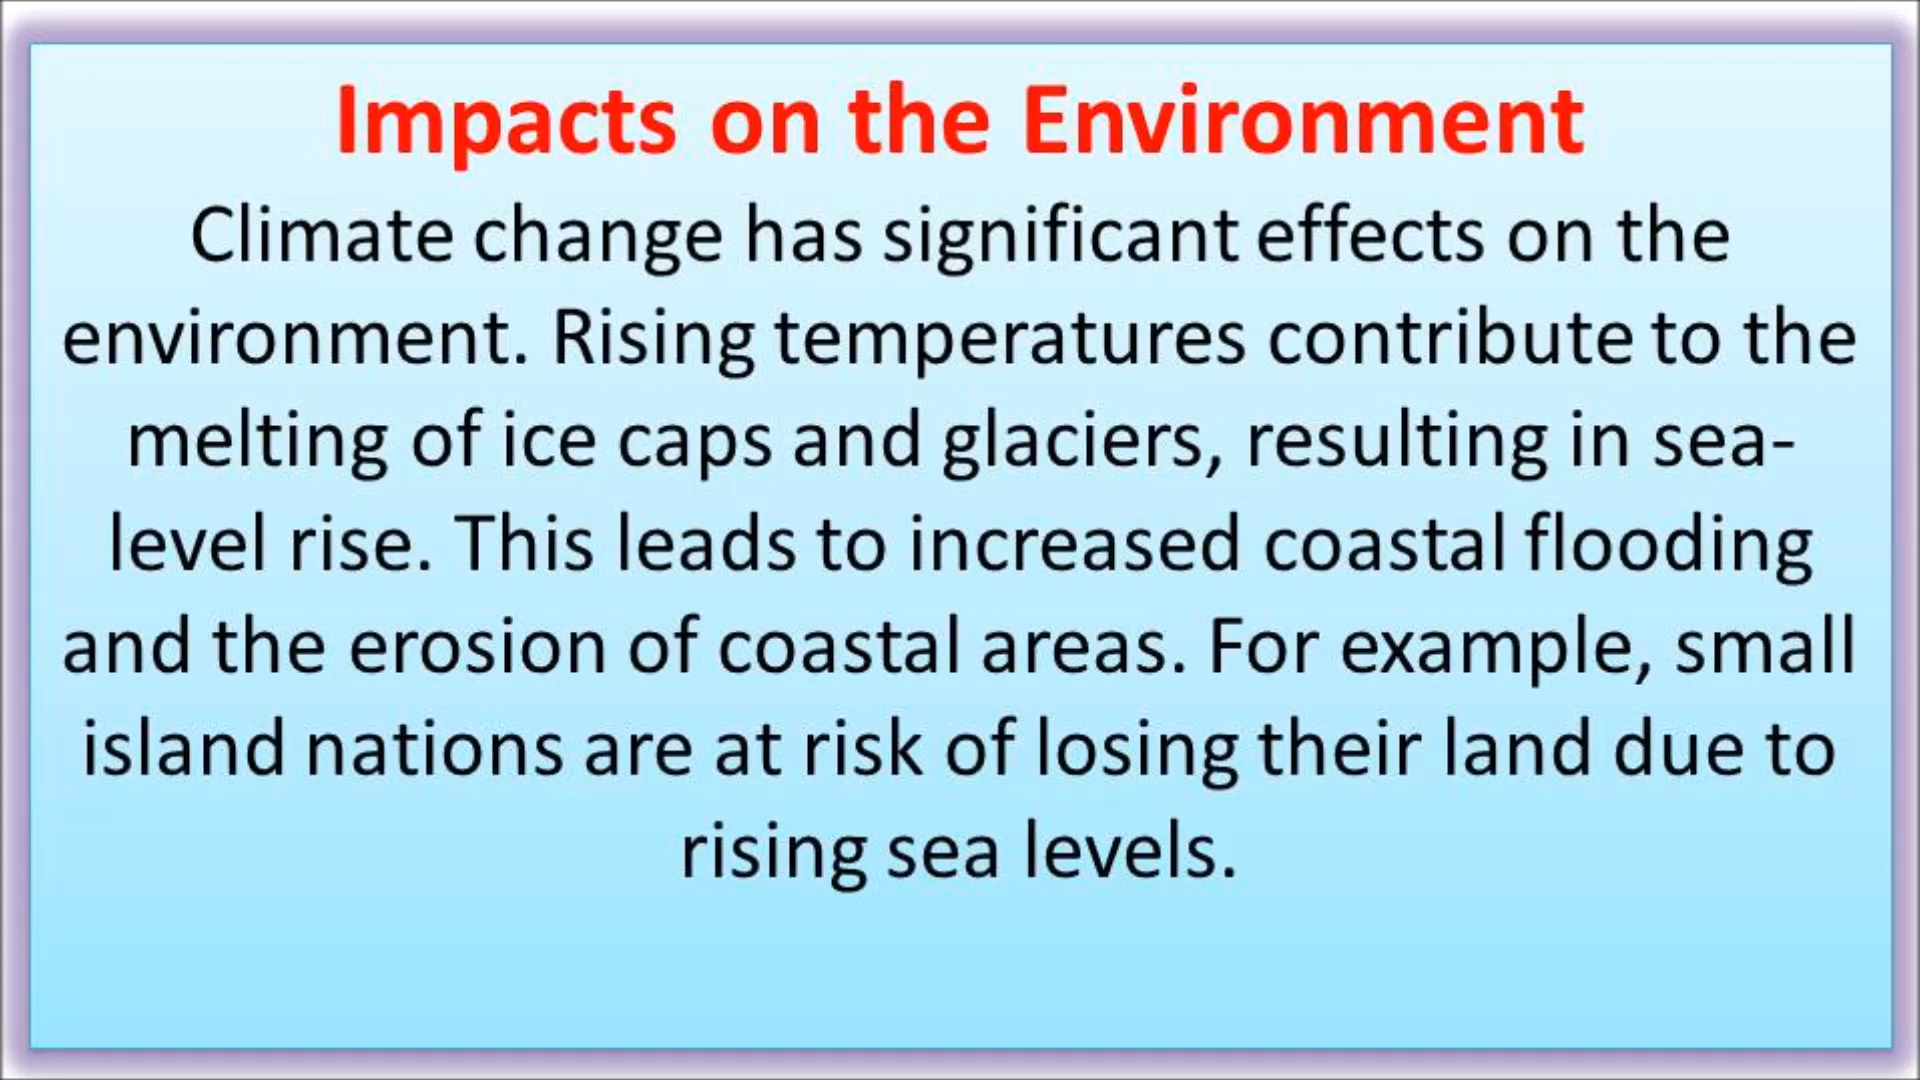 Impacts on the Environment
Climate change has significant effects on the
environment. Rising temperatures contribute to the
melting of ice caps and glaciers, resulting in sea-
level rise. This leads to increased coastal flooding
and the erosion of coastal areas. For example, small
island nations are at risk of losing their land due to
rising sea levels.